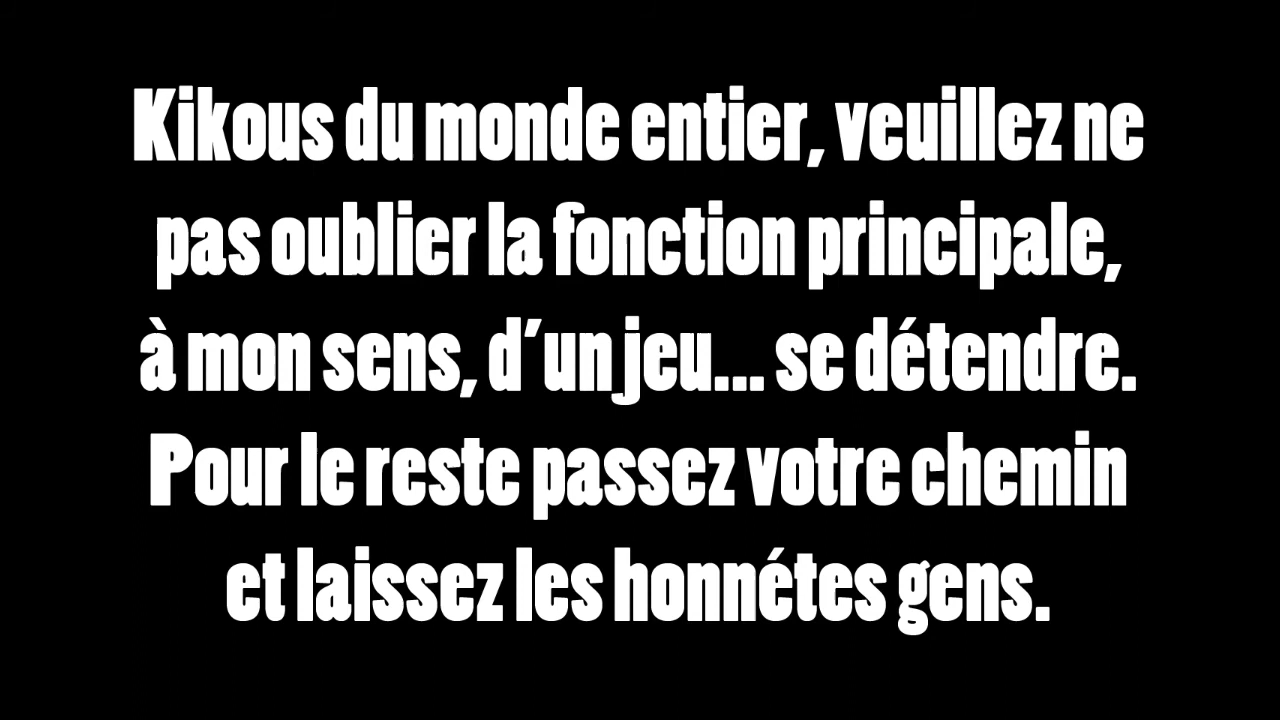 Kikous du monde entier, veuillez ne
pas oublier la fonction principale,
à mon sens, d'un jeu... se détendre.
Pour le reste passez votre chemin
et laissez les honnétes gens.